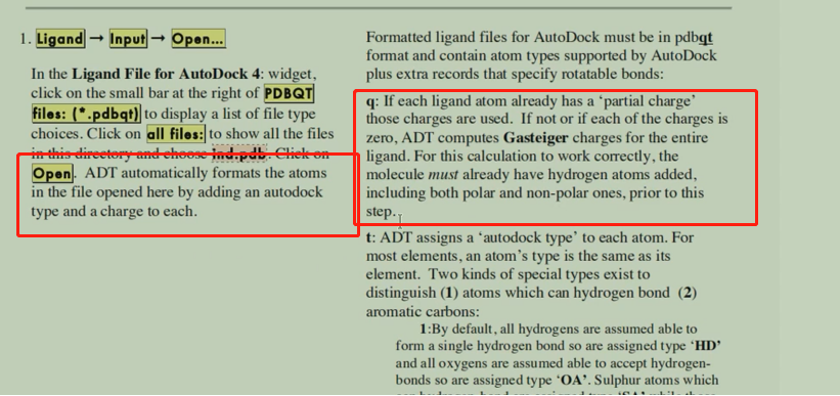 1. Ligand → Input → Open...
In the Ligand File for AutoDock 4: widget,
click on the small bar at the right of PDBQT
files: (*.pdbqt) to display a list of file type
choices. Click on all files: to show all the files
in this directory and choose ind.pdb. Click on
Open. ADT automatically formats the atoms
in the file opened here by adding an autodock
type and a charge to each.
Formatted ligand files for AutoDock must be in pdbqt
format and contain atom types supported by AutoDock
plus extra records that specify rotatable bonds:
q: If each ligand atom already has a ‘partial charge’
those charges are used. If not or if each of the charges is
zero, ADT computes Gasteiger charges for the entire
ligand. For this calculation to work correctly, the
molecule must already have hydrogen atoms added,
including both polar and non-polar ones, prior to this
step.
t: ADT assigns a ‘autodock type’ to each atom. For
most elements, an atom’s type is the same as its
element. Two kinds of special types exist to
distinguish (1) atoms which can hydrogen bond (2)
aromatic carbons:
1:By default, all hydrogens are assumed able to
form a single hydrogen bond so are assigned type ‘HD’
and all oxygens are assumed able to accept hydrogen-
bonds so are assigned type ‘OA’. Sulphur atoms which